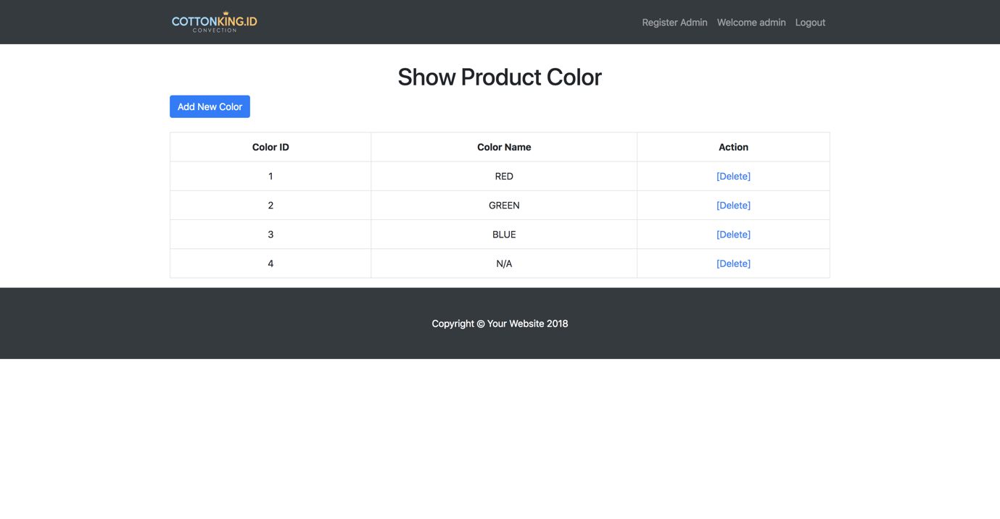 COTTONKING.ID
CONVECTION
Register Admin Welcome admin Logout
Show Product Color
Add New Color
Color ID Color Name Action
1 RED [Delete]
2 GREEN [Delete]
3 BLUE [Delete]
4 N/A [Delete]
Copyright © Your Website 2018